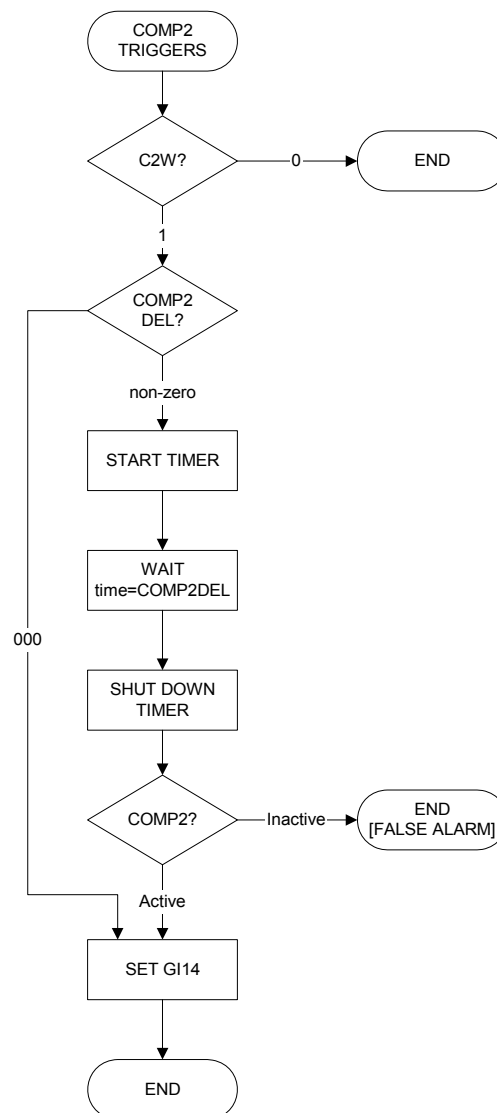 COMP2
TRIGGERS
C2W?
0
END
1
COMP2
DEL?
non-zero
START TIMER
WAIT
time=COMP2DEL
000
SHUT DOWN
TIMER
COMP2?
Inactive
END
[FALSE ALARM]
Active
SET GI14
END